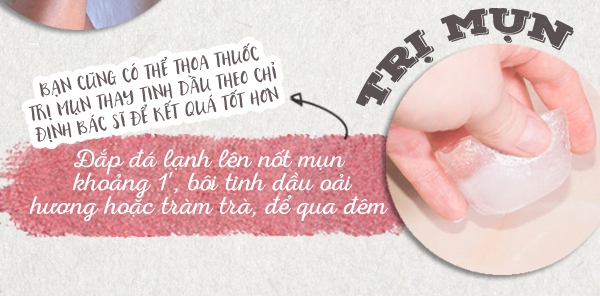 TRỊ MỤN
BẠN CŨNG CÓ THỂ THOA THUỐC
TRỊ MỤN THAY TINH DẦU THEO CHỈ
ĐỊNH BÁC SĨ ĐỂ KẾT QUẢ TỐT HƠN
Đắp đá lạnh lên nốt mụn
khoảng 1', bôi tinh dầu oải
hương hoặc tràm trà, để qua đêm